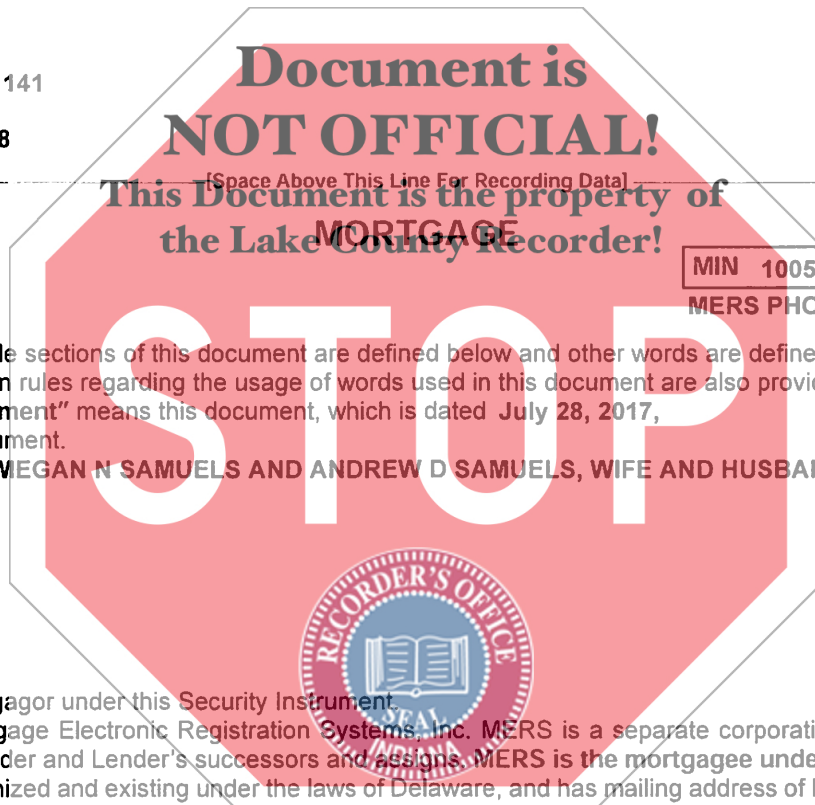 141
Document is
8
NOT OFFICIAL!
[Space Above This Line For Recording Data]
This Document is the property of
MORTGAGE
the Lake County Recorder!
MIN 1005
MERS PHO
le sections of this document are defined below and other words are define
n rules regarding the usage of words used in this document are also provi
ment" means this document, which is dated July 28, 2017,
ument.
MEGAN N SAMUELS AND ANDREW D SAMUELS, WIFE AND HUSBA
STOP
RECORDER'S OFFICE
SEAL
INDIANA
gagor under this Security Instrument.
gage Electronic Registration Systems, Inc. MERS is a separate corporati
der and Lender's successors and assigns. MERS is the mortgagee unde
nized and existing under the laws of Delaware, and has mailing address of